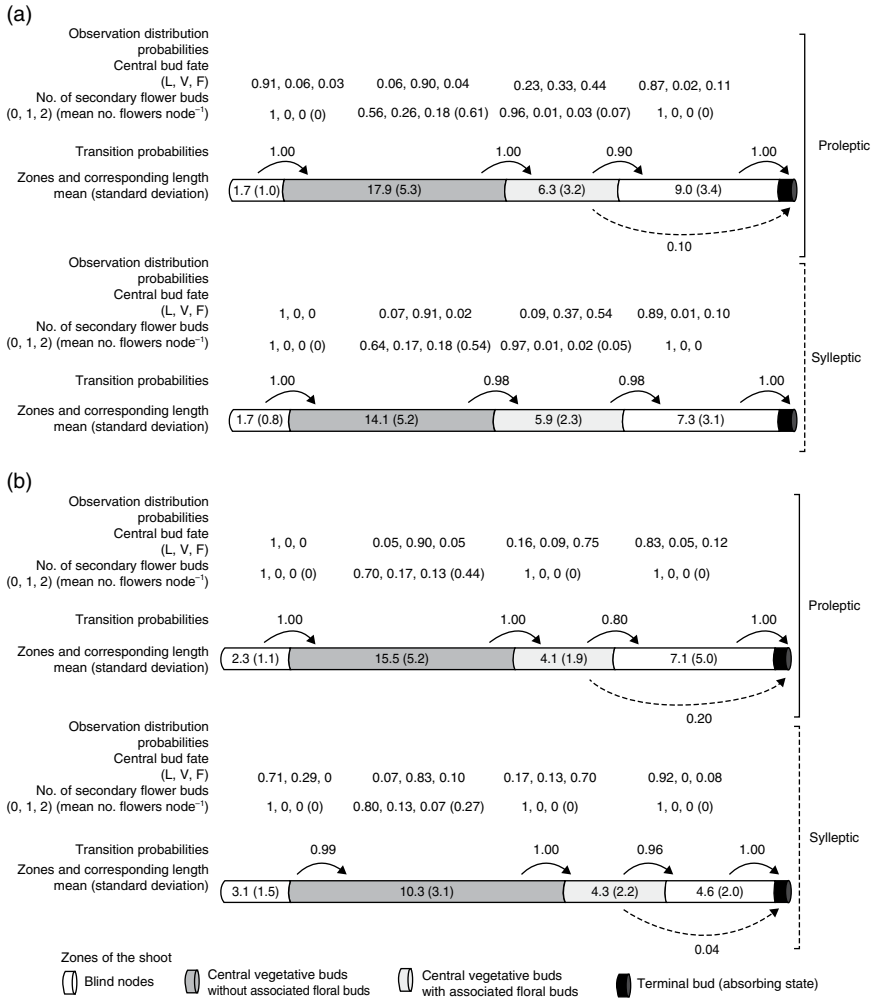 (a)
Observation distribution
probabilities
Central bud fate
(L, V, F) 0.91, 0.06, 0.03 0.06, 0.90, 0.04 0.23, 0.33, 0.44 0.87, 0.02, 0.11
No. of secondary flower buds
(0, 1, 2) (mean no. flowers node⁻¹) 1, 0, 0 (0) 0.56, 0.26, 0.18 (0.61) 0.96, 0.01, 0.03 (0.07) 1, 0, 0 (0)
Transition probabilities 1.00 1.00 0.90 1.00
Proleptic
Zones and corresponding length
mean (standard deviation) 1.7 (1.0) 17.9 (5.3) 6.3 (3.2) 9.0 (3.4)
0.10
Observation distribution
probabilities
Central bud fate
(L, V, F) 1, 0, 0 0.07, 0.91, 0.02 0.09, 0.37, 0.54 0.89, 0.01, 0.10
No. of secondary flower buds
(0, 1, 2) (mean no. flowers node⁻¹) 1, 0, 0 (0) 0.64, 0.17, 0.18 (0.54) 0.97, 0.01, 0.02 (0.05) 1, 0, 0
Sylleptic
Transition probabilities 1.00 0.98 0.98 1.00
Zones and corresponding length
mean (standard deviation) 1.7 (0.8) 14.1 (5.2) 5.9 (2.3) 7.3 (3.1)
(b)
Observation distribution
probabilities
Central bud fate
(L, V, F) 1, 0, 0 0.05, 0.90, 0.05 0.16, 0.09, 0.75 0.83, 0.05, 0.12
No. of secondary flower buds
(0, 1, 2) (mean no. flowers node⁻¹) 1, 0, 0 (0) 0.70, 0.17, 0.13 (0.44) 1, 0, 0 (0) 1, 0, 0 (0)
Proleptic
Transition probabilities 1.00 1.00 0.80 1.00
Zones and corresponding length
mean (standard deviation) 2.3 (1.1) 15.5 (5.2) 4.1 (1.9) 7.1 (5.0)
0.20
Observation distribution
probabilities
Central bud fate
(L, V, F) 0.71, 0.29, 0 0.07, 0.83, 0.10 0.17, 0.13, 0.70 0.92, 0, 0.08
No. of secondary flower buds
(0, 1, 2) (mean no. flowers node⁻¹) 1, 0, 0 (0) 0.80, 0.13, 0.07 (0.27) 1, 0, 0 (0) 1, 0, 0 (0)
Sylleptic
Transition probabilities 0.99 1.00 0.96 1.00
Zones and corresponding length
mean (standard deviation) 3.1 (1.5) 10.3 (3.1) 4.3 (2.2) 4.6 (2.0)
0.04
Zones of the shoot
Blind nodes
Central vegetative buds
without associated floral buds
Central vegetative buds
with associated floral buds
Terminal bud (absorbing state)